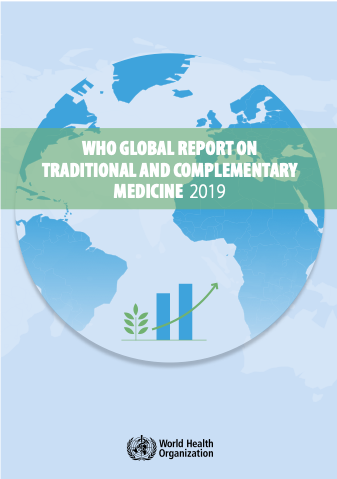 WHO GLOBAL REPORT ON
TRADITIONAL AND COMPLEMENTARY
MEDICINE 2019
World Health
Organization